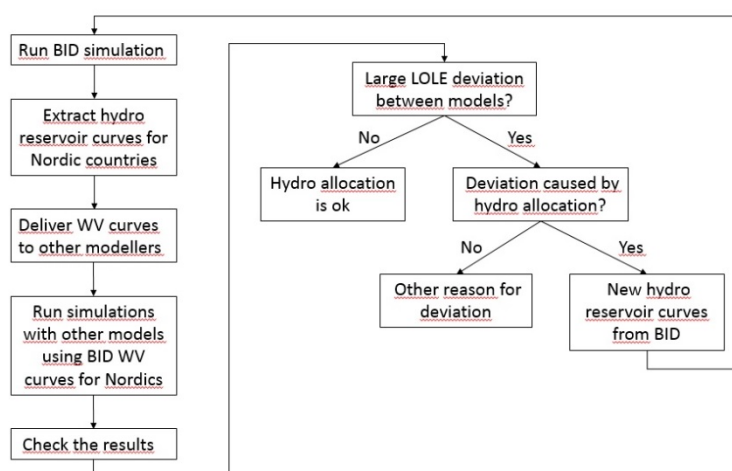 Run BID simulation
Extract hydro
reservoir curves for
Nordic countries
Deliver WV curves
to other modellers
Run simulations
with other models
using BID WV
curves for Nordics
Check the results
Large LOLE deviation
between models?
No
Yes
Hydro allocation
is ok
Deviation caused by
hydro allocation?
No
Yes
Other reason for
deviation
New hydro
reservoir curves
from BID